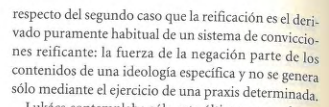 respecto del segundo caso que la reificación es el deri-
vado puramente habitual de un sistema de conviccio-
nes reificante: la fuerza de la negación parte de los
contenidos de una ideología específica y no se genera
sólo mediante el ejercicio de una praxis determinada.